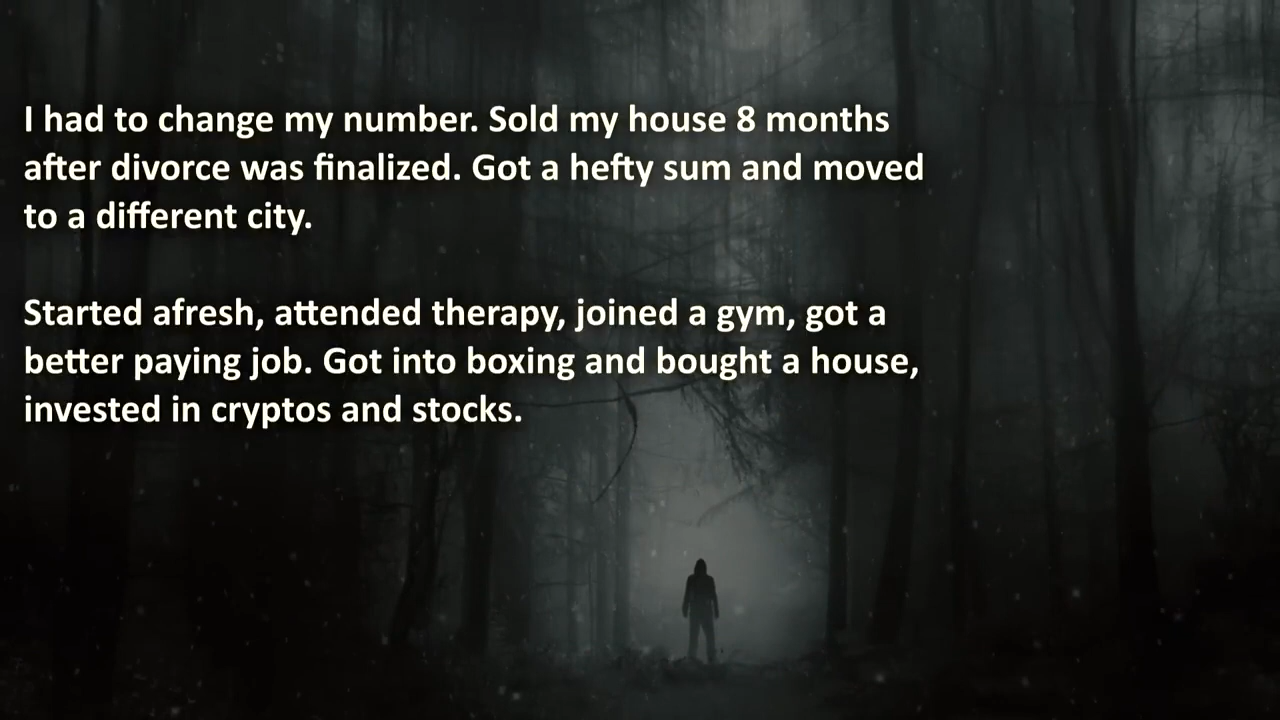 I had to change my number. Sold my house 8 months
after divorce was finalized. Got a hefty sum and moved
to a different city.
Started afresh, attended therapy, joined a gym, got a
better paying job. Got into boxing and bought a house,
invested in cryptos and stocks.